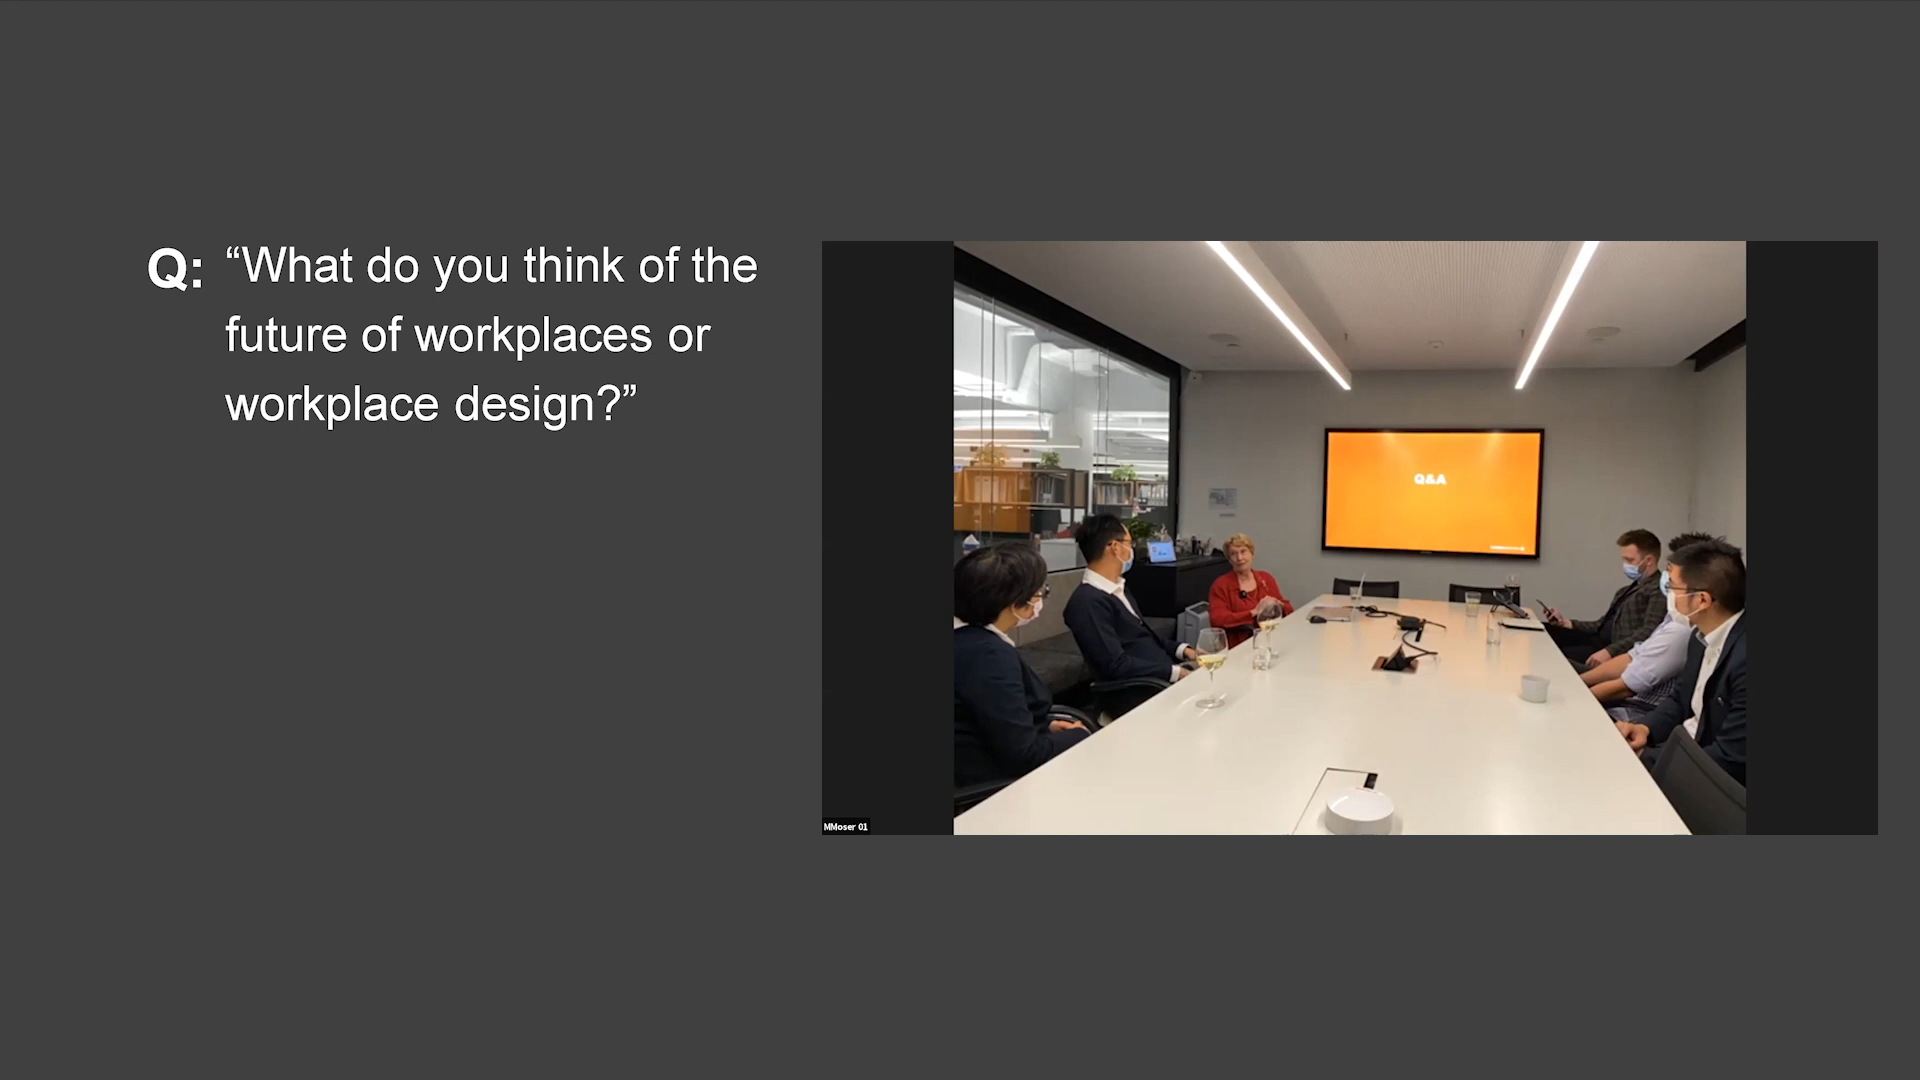 Q: “What do you think of the
future of workplaces or
workplace design?”
Q&A
MMoser 01